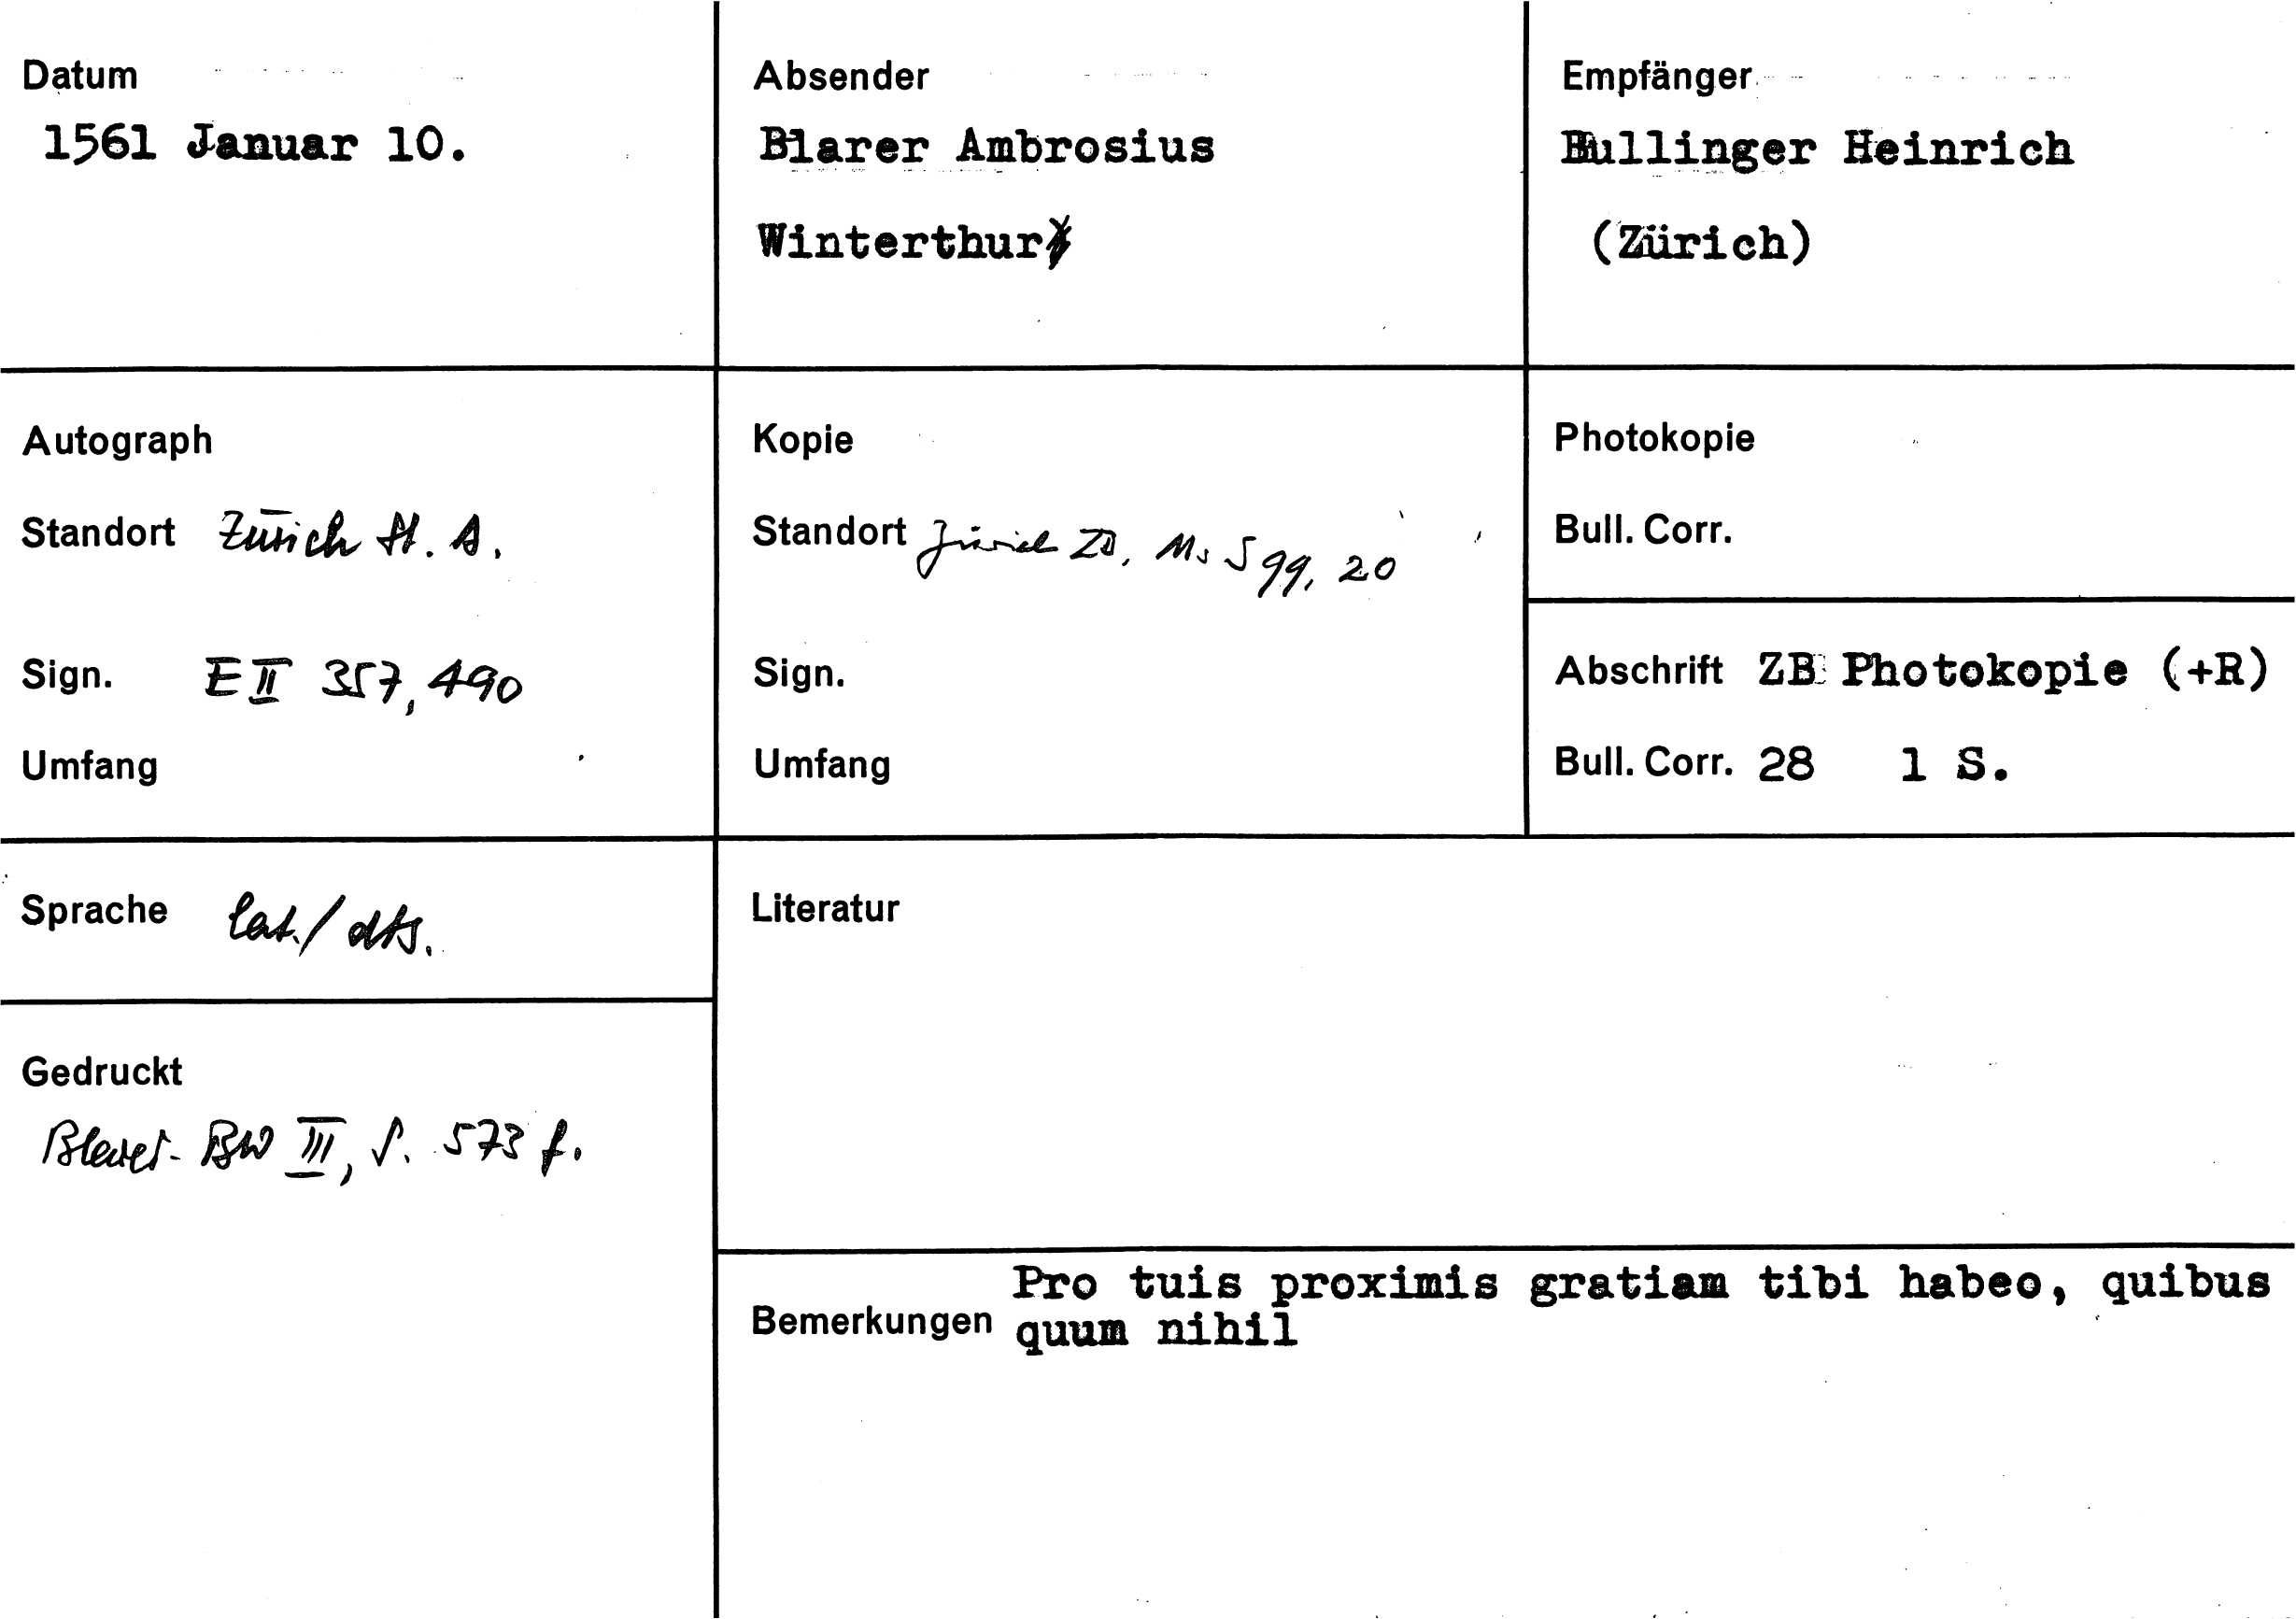 Datum
1561 Januar 10.
Absender
Blarer Ambrosius
Winterthur
Empfänger
Bullinger Heinrich
(Zürich)
Autograph
Standort Zürich St. A.
Sign. E II 357, 490
Umfang
Kopie
Standort Zürich ZB, Ms S 99, 20
Sign.
Umfang
Photokopie
Bull. Corr.
Abschrift ZB Photokopie (+R)
Bull. Corr. 28 1 S.
Sprache lat./dts.
Gedruckt
Blarer-BW III, S. 573 f.
Literatur
Bemerkungen Pro tuis proximis gratiam tibi habeo, quibus
quum nihil